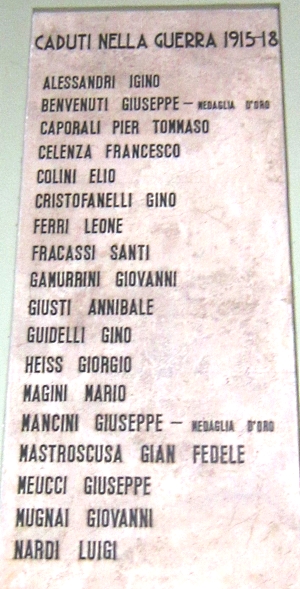 CADUTI NELLA GUERRA 1915-18
ALESSANDRI IGINO
BENVENUTI GIUSEPPE – MEDAGLIA D'ORO
CAPORALI PIER TOMMASO
CELENZA FRANCESCO
COLINI ELIO
CRISTOFANELLI GINO
FERRI LEONE
FRACASSI SANTI
GAMURRINI GIOVANNI
GIUSTI ANNIBALE
GUIDELLI GINO
HEISS GIORGIO
MAGINI MARIO
MANCINI GIUSEPPE – MEDAGLIA D'ORO
MASTROSCUSA GIAN FEDELE
MEUCCI GIUSEPPE
MUGNAI GIOVANNI
NARDI LUIGI